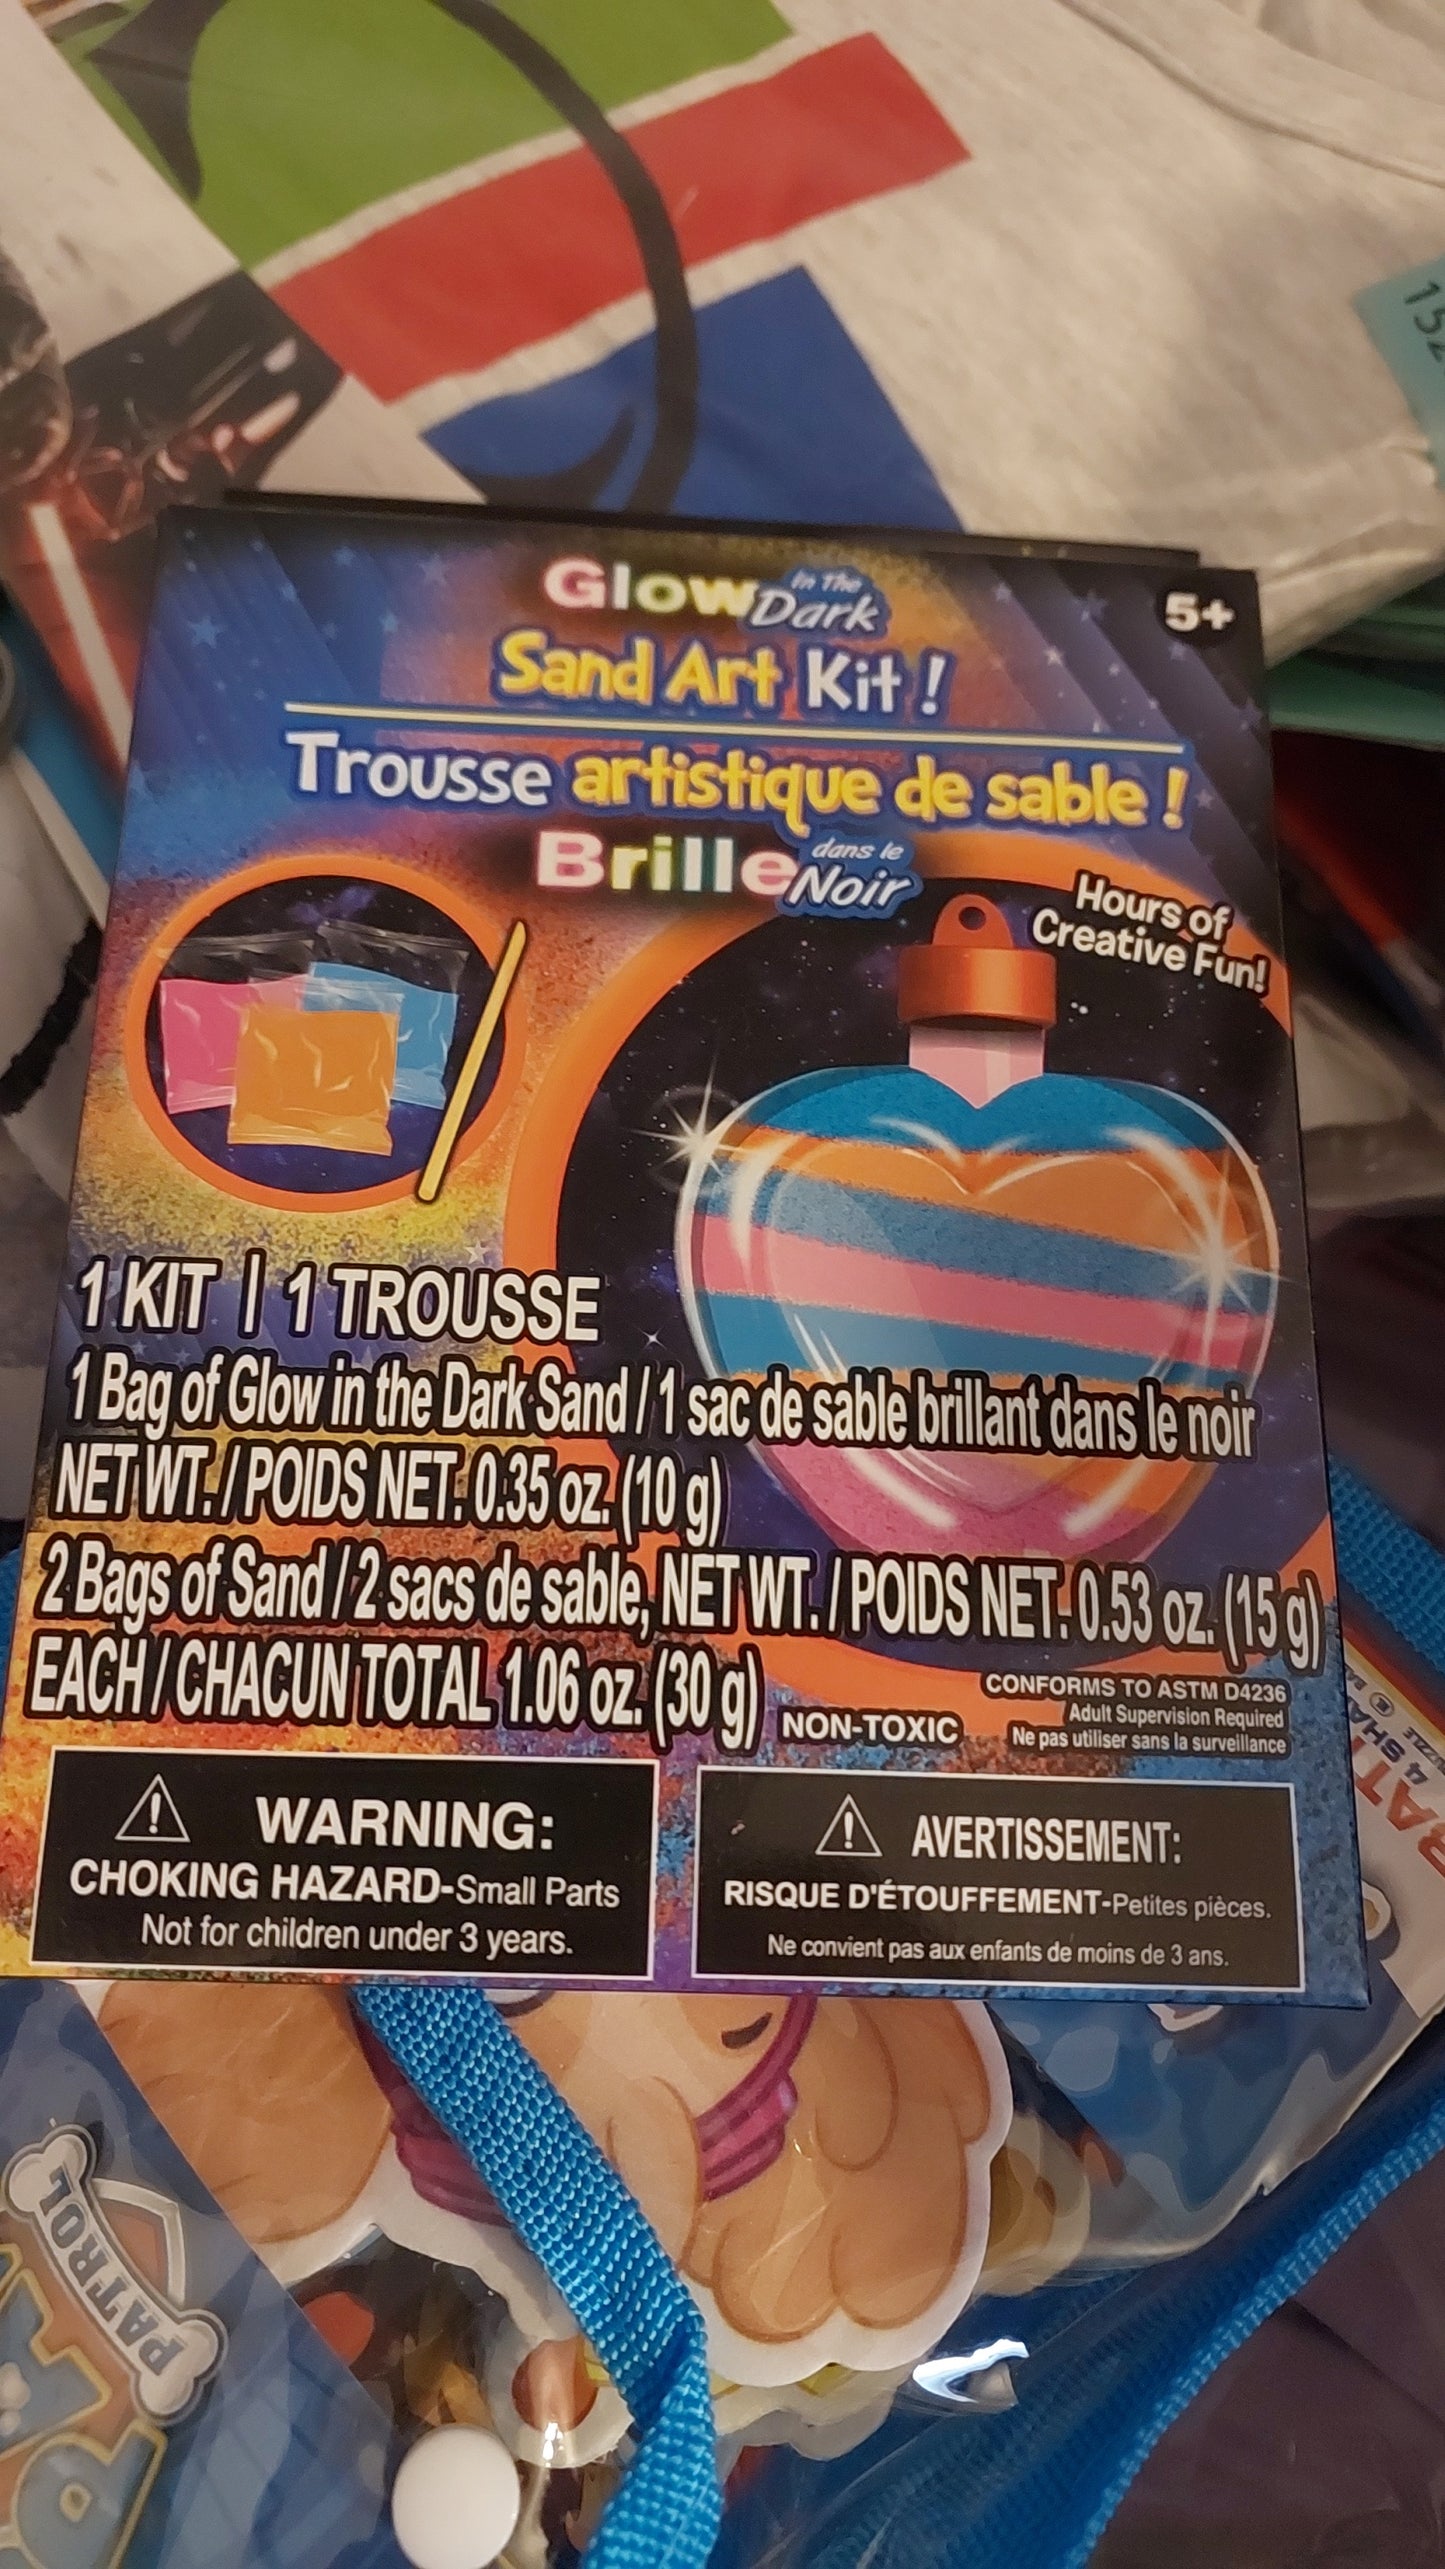 152
Glow In The Dark
5+
Sand Art Kit !
Trousse artistique de sable !
Brille dans le Noir
Hours of
Creative Fun!
1 KIT | 1 TROUSSE
1 Bag of Glow in the Dark Sand / 1 sac de sable brillant dans le noir
NET WT. / POIDS NET. 0.35 oz. (10 g)
2 Bags of Sand / 2 sacs de sable, NET WT. / POIDS NET. 0.53 oz. (15 g)
EACH / CHACUN TOTAL 1.06 oz. (30 g)
NON-TOXIC
CONFORMS TO ASTM D4236
Adult Supervision Required
Ne pas utiliser sans la surveillance
WARNING:
CHOKING HAZARD-Small Parts
Not for children under 3 years.
AVERTISSEMENT:
RISQUE D'ÉTOUFFEMENT-Petites pièces.
Ne convient pas aux enfants de moins de 3 ans.
PATROL